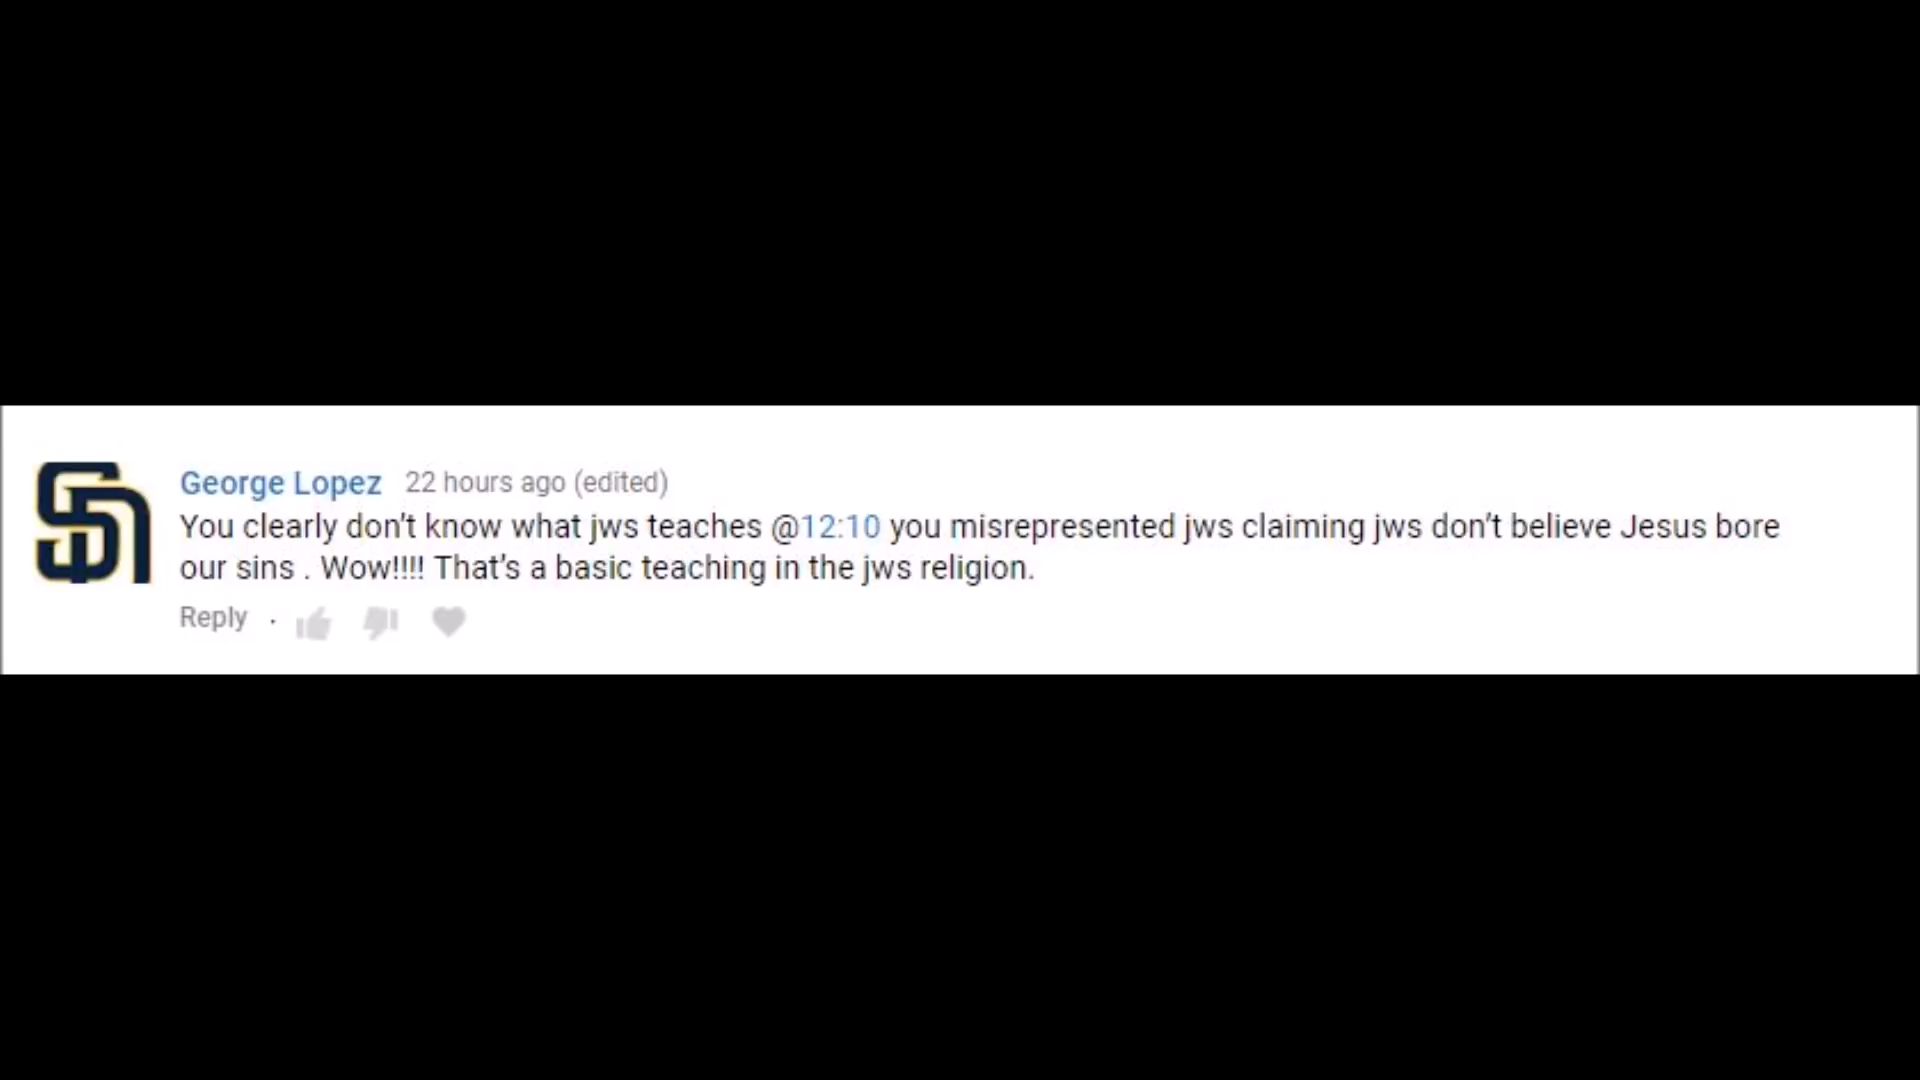 George Lopez 22 hours ago (edited)
You clearly don't know what jws teaches @12:10 you misrepresented jws claiming jws don't believe Jesus bore
our sins . Wow!!!! That's a basic teaching in the jws religion.
Reply ·